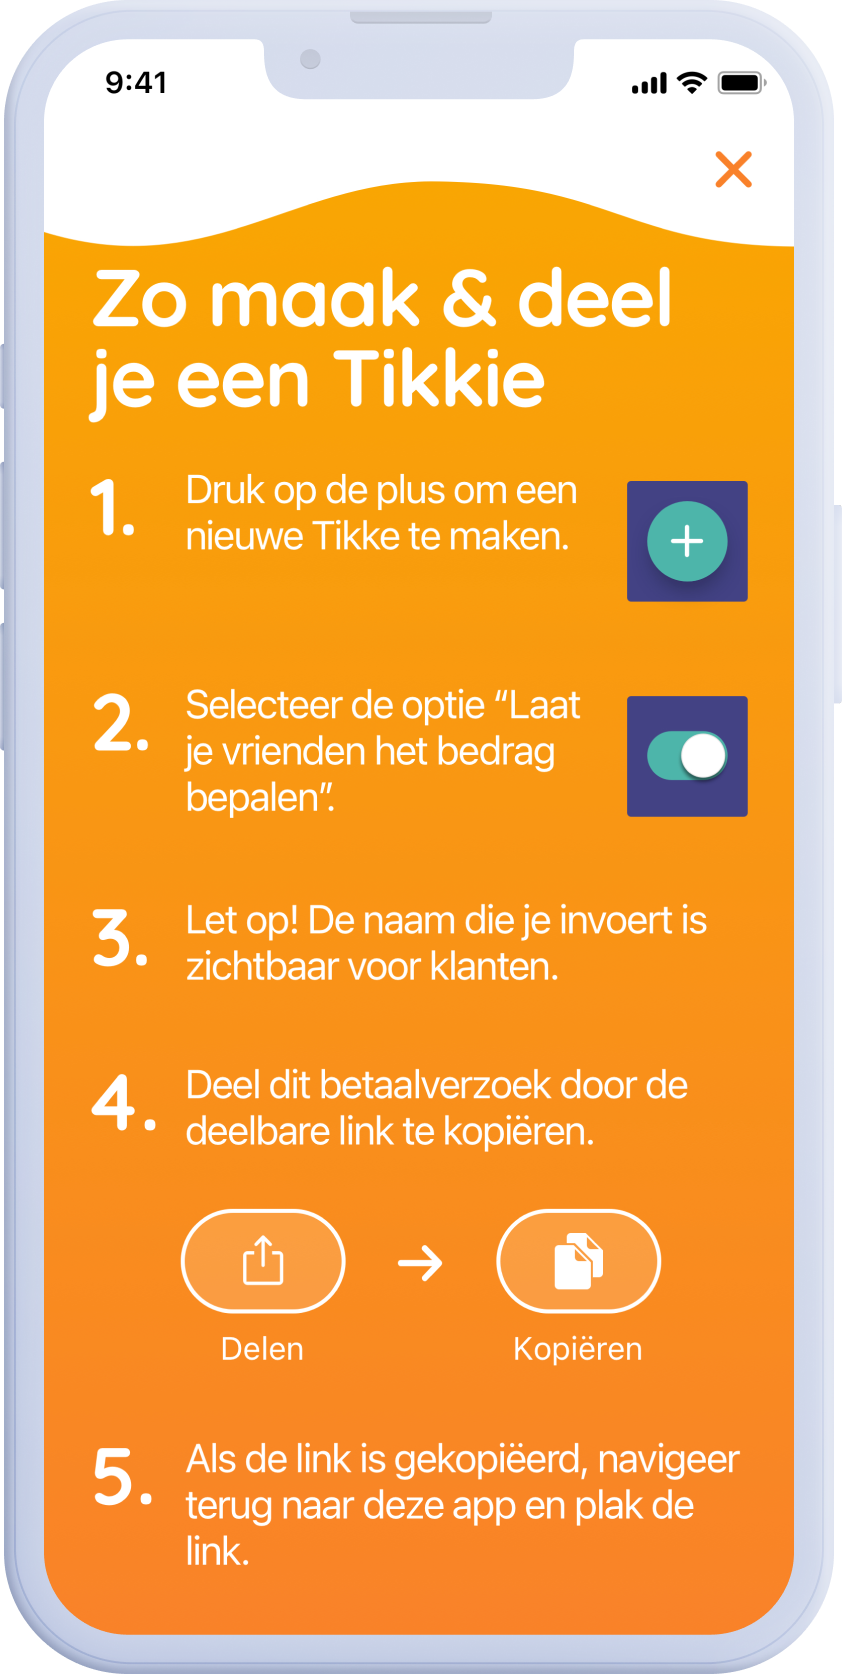 9:41
Zo maak & deel
je een Tikkie
1.
Druk op de plus om een
nieuwe Tikke te maken.
2.
Selecteer de optie “Laat
je vrienden het bedrag
bepalen”.
3.
Let op! De naam die je invoert is
zichtbaar voor klanten.
4.
Deel dit betaalverzoek door de
deelbare link te kopiëren.
Delen
Kopiëren
5.
Als de link is gekopiëerd, navigeer
terug naar deze app en plak de
link.